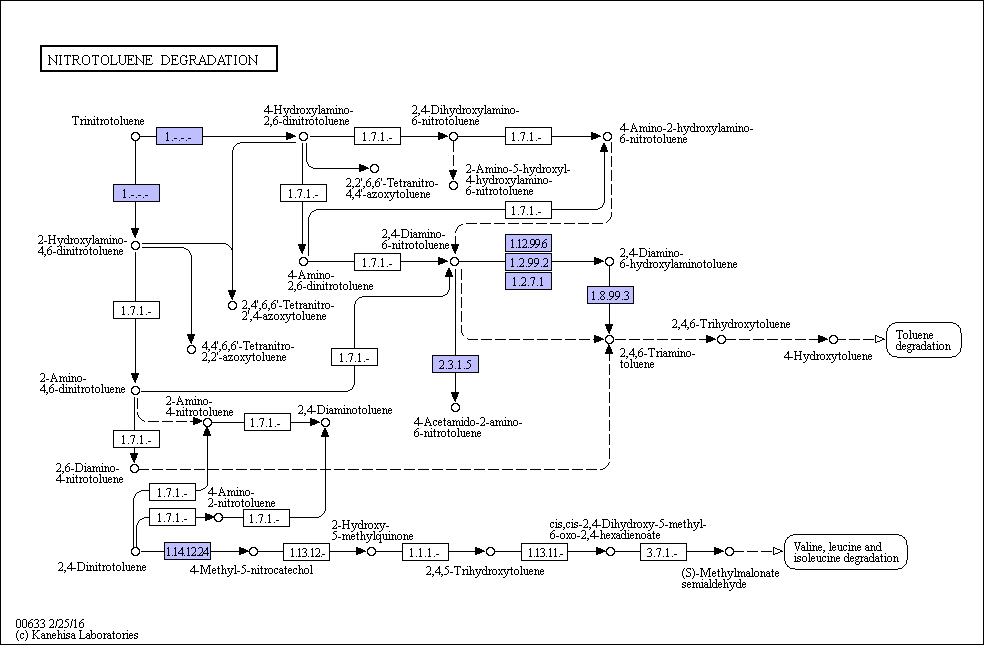 NITROTOLUENE DEGRADATION
Trinitrotoluene
1.-.-.-
4-Hydroxylamino-
2,6-dinitrotoluene
1.7.1.-
2,4-Dihydroxylamino-
6-nitrotoluene
1.7.1.-
4-Amino-2-hydroxylamino-
6-nitrotoluene
2,2',6,6'-Tetranitro-
4,4'-azoxytoluene
2-Amino-5-hydroxyl-
4-hydroxylamino-
6-nitrotoluene
1.-.-.-
1.7.1.-
1.7.1.-
2-Hydroxylamino-
4,6-dinitrotoluene
2,4-Diamino-
6-nitrotoluene
1.12.99.6
1.2.99.2
1.2.7.1
2,4-Diamino-
6-hydroxylaminotoluene
1.7.1.-
4-Amino-
2,6-dinitrotoluene
1.8.99.3
2,4',6,6'-Tetranitro-
2',4-azoxytoluene
1.7.1.-
4,4',6,6'-Tetranitro-
2,2'-azoxytoluene
1.7.1.-
2.3.1.5
2,4,6-Triamino-
toluene
2,4,6-Trihydroxytoluene
4-Hydroxytoluene
Toluene
degradation
2-Amino-
4,6-dinitrotoluene
2-Amino-
4-nitrotoluene
1.7.1.-
2,4-Diaminotoluene
4-Acetamido-2-amino-
6-nitrotoluene
1.7.1.-
2,6-Diamino-
4-nitrotoluene
1.7.1.-
4-Amino-
2-nitrotoluene
1.7.1.-
1.7.1.-
2,4-Dinitrotoluene
1.14.12.24
4-Methyl-5-nitrocatechol
1.13.12.-
2-Hydroxy-
5-methylquinone
1.1.1.-
2,4,5-Trihydroxytoluene
1.13.11.-
cis,cis-2,4-Dihydroxy-5-methyl-
6-oxo-2,4-hexadienoate
3.7.1.-
(S)-Methylmalonate
semialdehyde
Valine, leucine and
isoleucine degradation
00633 2/25/16
(c) Kanehisa Laboratories